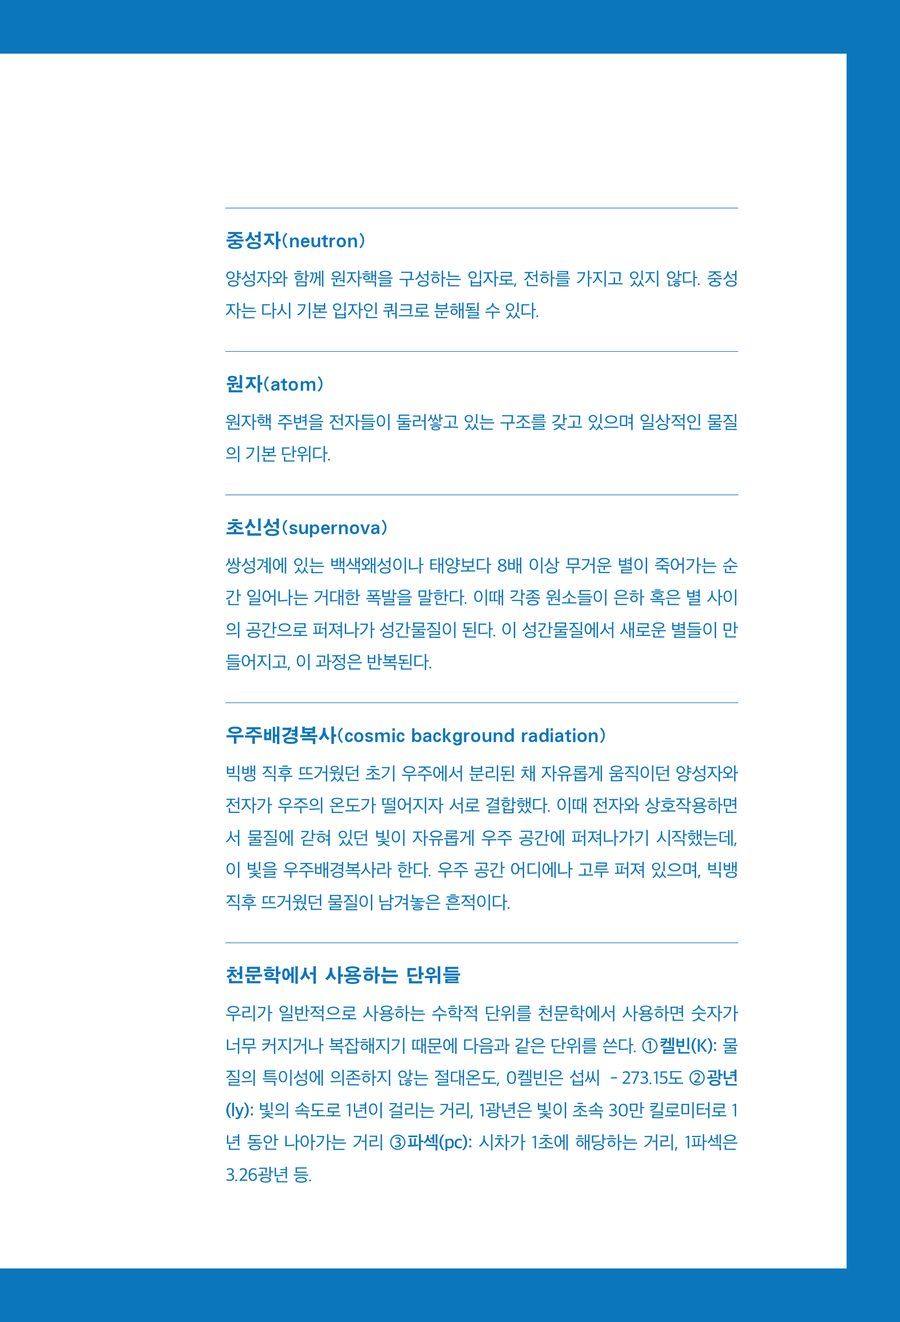 중성자(neutron)
양성자와 함께 원자핵을 구성하는 입자로, 전하를 가지고 있지 않다. 중성
자는 다시 기본 입자인 쿼크로 분해될 수 있다.
원자(atom)
원자핵 주변을 전자들이 둘러쌓고 있는 구조를 갖고 있으며 일상적인 물질
의 기본 단위다.
초신성(supernova)
쌍성계에 있는 백색왜성이나 태양보다 8배 이상 무거운 별이 죽어가는 순
간 일어나는 거대한 폭발을 말한다. 이때 각종 원소들이 은하 혹은 별 사이
의 공간으로 퍼져나가 성간물질이 된다. 이 성간물질에서 새로운 별들이 만
들어지고, 이 과정은 반복된다.
우주배경복사(cosmic background radiation)
빅뱅 직후 뜨거웠던 초기 우주에서 분리된 채 자유롭게 움직이던 양성자와
전자가 우주의 온도가 떨어지자 서로 결합했다. 이때 전자와 상호작용하면
서 물질에 갇혀 있던 빛이 자유롭게 우주 공간에 퍼져나가기 시작했는데,
이 빛을 우주배경복사라 한다. 우주 공간 어디에나 고루 퍼져 있으며, 빅뱅
직후 뜨거웠던 물질이 남겨놓은 흔적이다.
천문학에서 사용하는 단위들
우리가 일반적으로 사용하는 수학적 단위를 천문학에서 사용하면 숫자가
너무 커지거나 복잡해지기 때문에 다음과 같은 단위를 쓴다. ①켈빈(K): 물
질의 특이성에 의존하지 않는 절대온도, 0켈빈은 섭씨 -273.15도 ②광년
(ly): 빛의 속도로 1년이 걸리는 거리, 1광년은 빛이 초속 30만 킬로미터로 1
년 동안 나아가는 거리 ③파섹(pc): 시차가 1초에 해당하는 거리, 1파섹은
3.26광년 등.